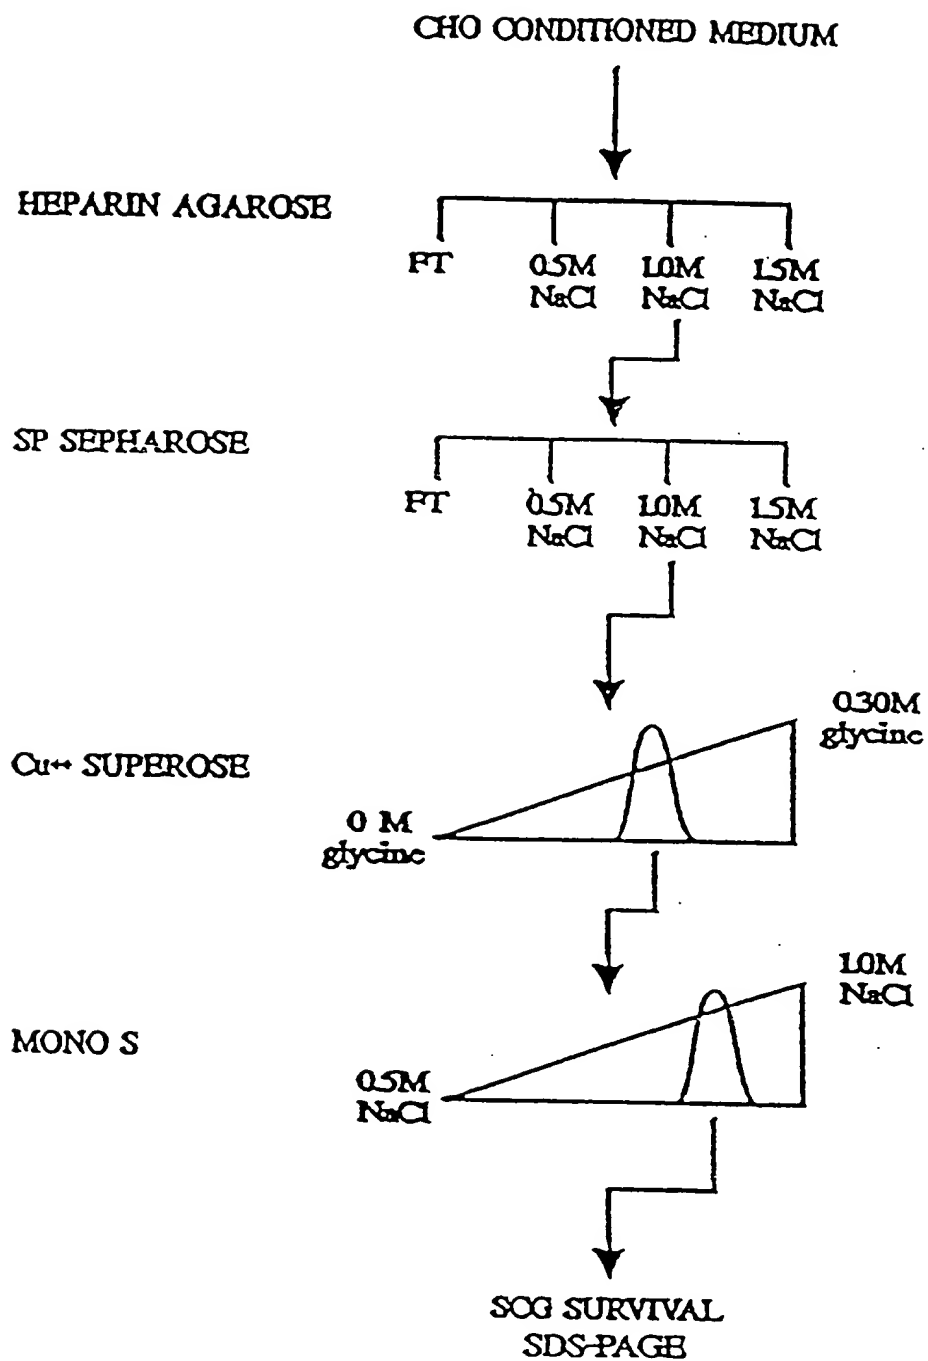 CHO CONDITIONED MEDIUM
HEPARIN AGAROSE
FT
0.5M
NaCl
1.0M
NaCl
1.5M
NaCl
SP SEPHAROSE
FT
0.5M
NaCl
1.0M
NaCl
1.5M
NaCl
Cu++ SUPEROSE
0 M
glycine
0.30M
glycine
MONO S
0.5M
NaCl
1.0M
NaCl
SCG SURVIVAL
SDS-PAGE